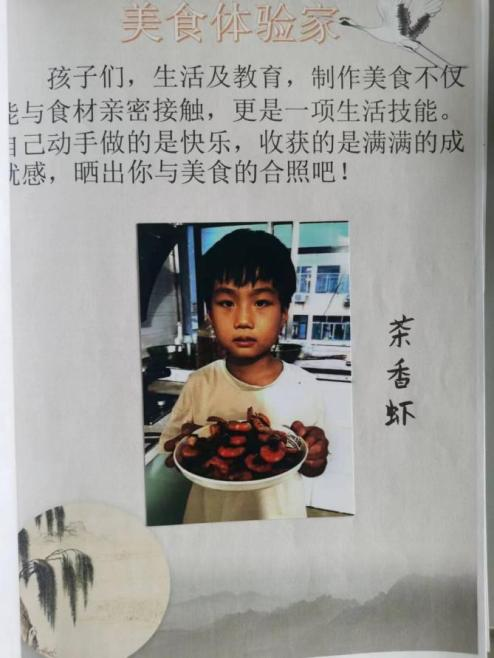 美食体验家
孩子们，生活及教育，制作美食不仅
能与食材亲密接触，更是一项生活技能。
自己动手做的是快乐，收获的是满满的成
就感，晒出你与美食的合照吧！
茶香虾